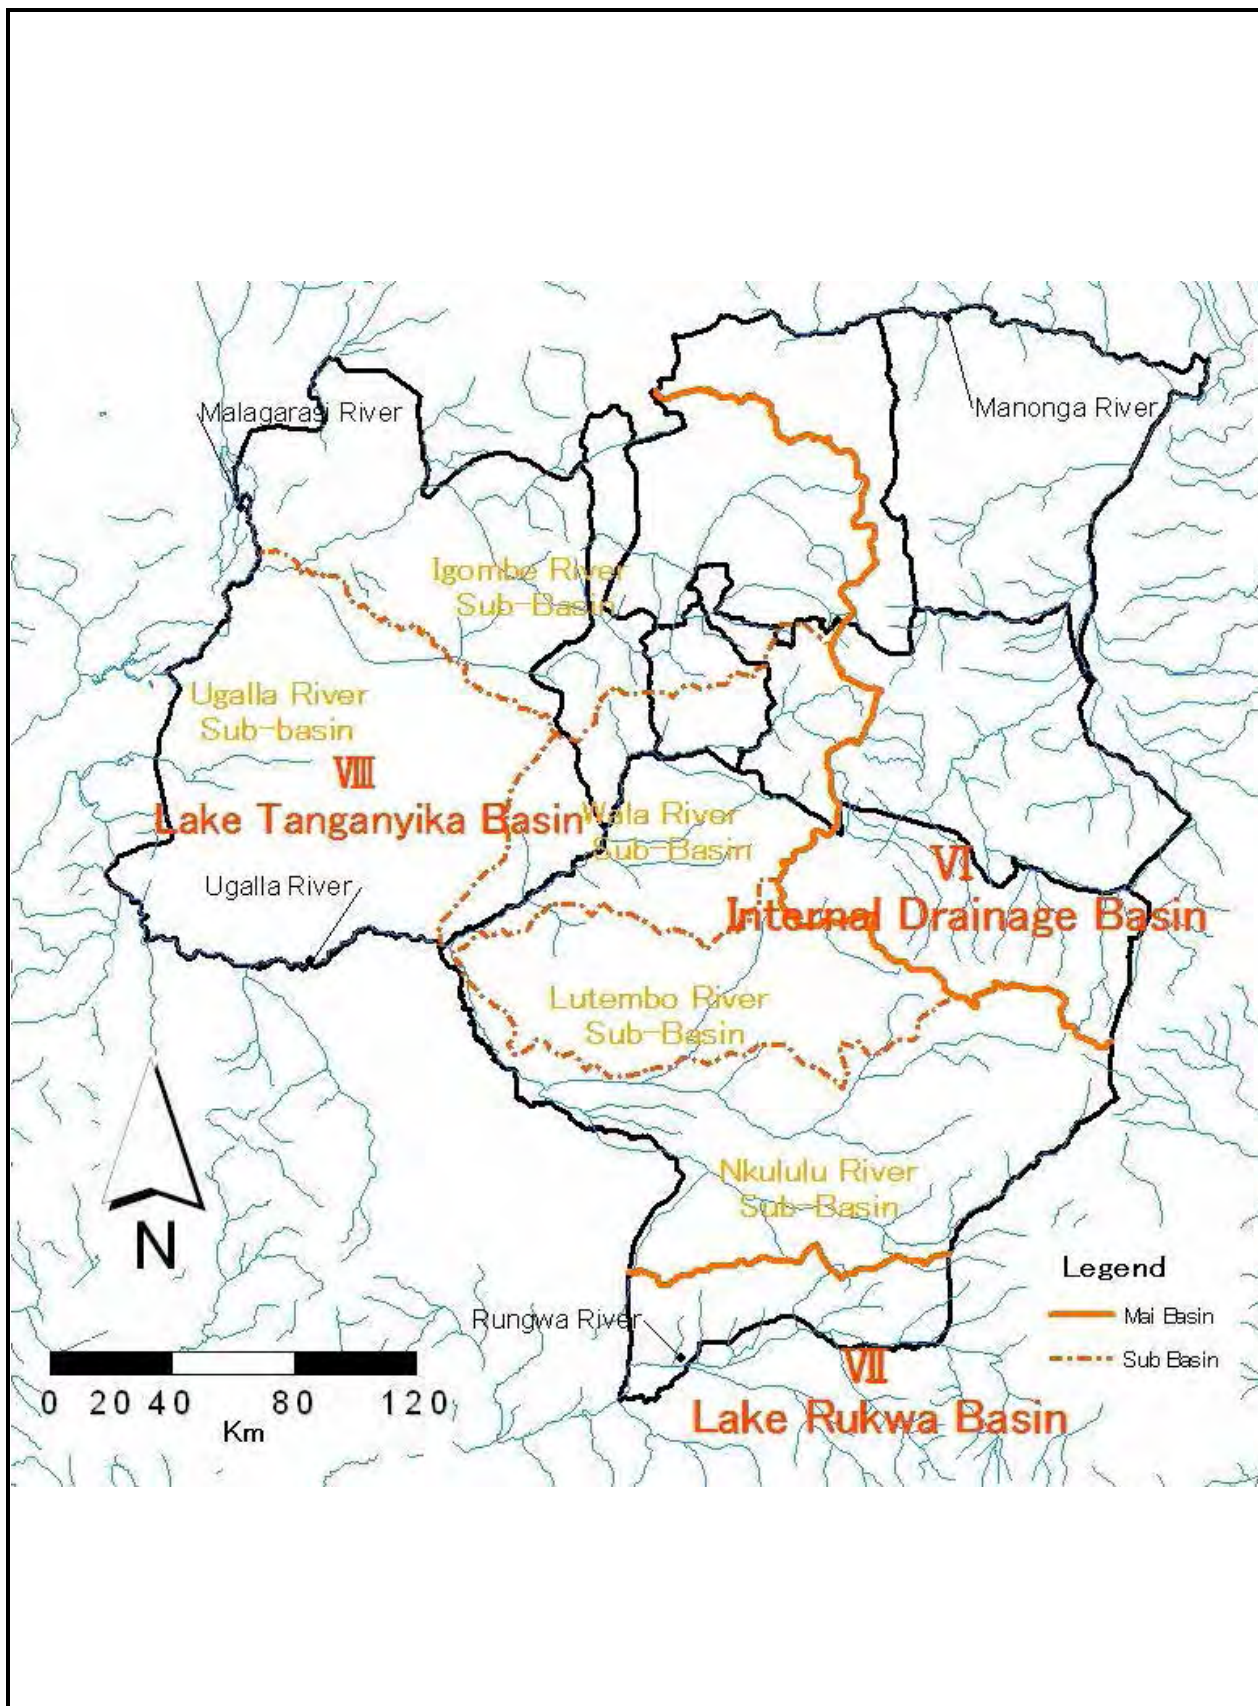 Malagarasi River
Manonga River
Igombe River
Sub-Basin
Ugalla River
Sub-basin
Ⅷ
Lake Tanganyika Basin
Wala River
Sub-Basin
Ⅵ
Internal Drainage Basin
Ugalla River
Lutembo River
Sub-Basin
Nkululu River
Sub-Basin
N
Legend
Mai Basin
Sub Basin
Rungwa River
Ⅶ
Lake Rukwa Basin
0 20 40 80 120
Km